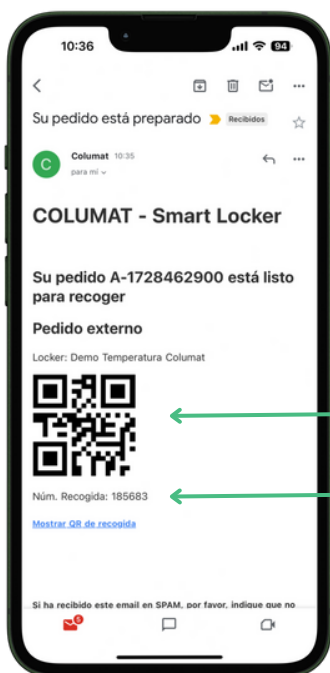 10:36
94
Su pedido está preparado Recibidos
C
Columat 10:35
para mí
COLUMAT - Smart Locker
Su pedido A-1728462900 está listo
para recoger
Pedido externo
Locker: Demo Temperatura Columat
Núm. Recogida: 185683
Mostrar QR de recogida
Si ha recibido este email en SPAM, por favor, indique que no
5